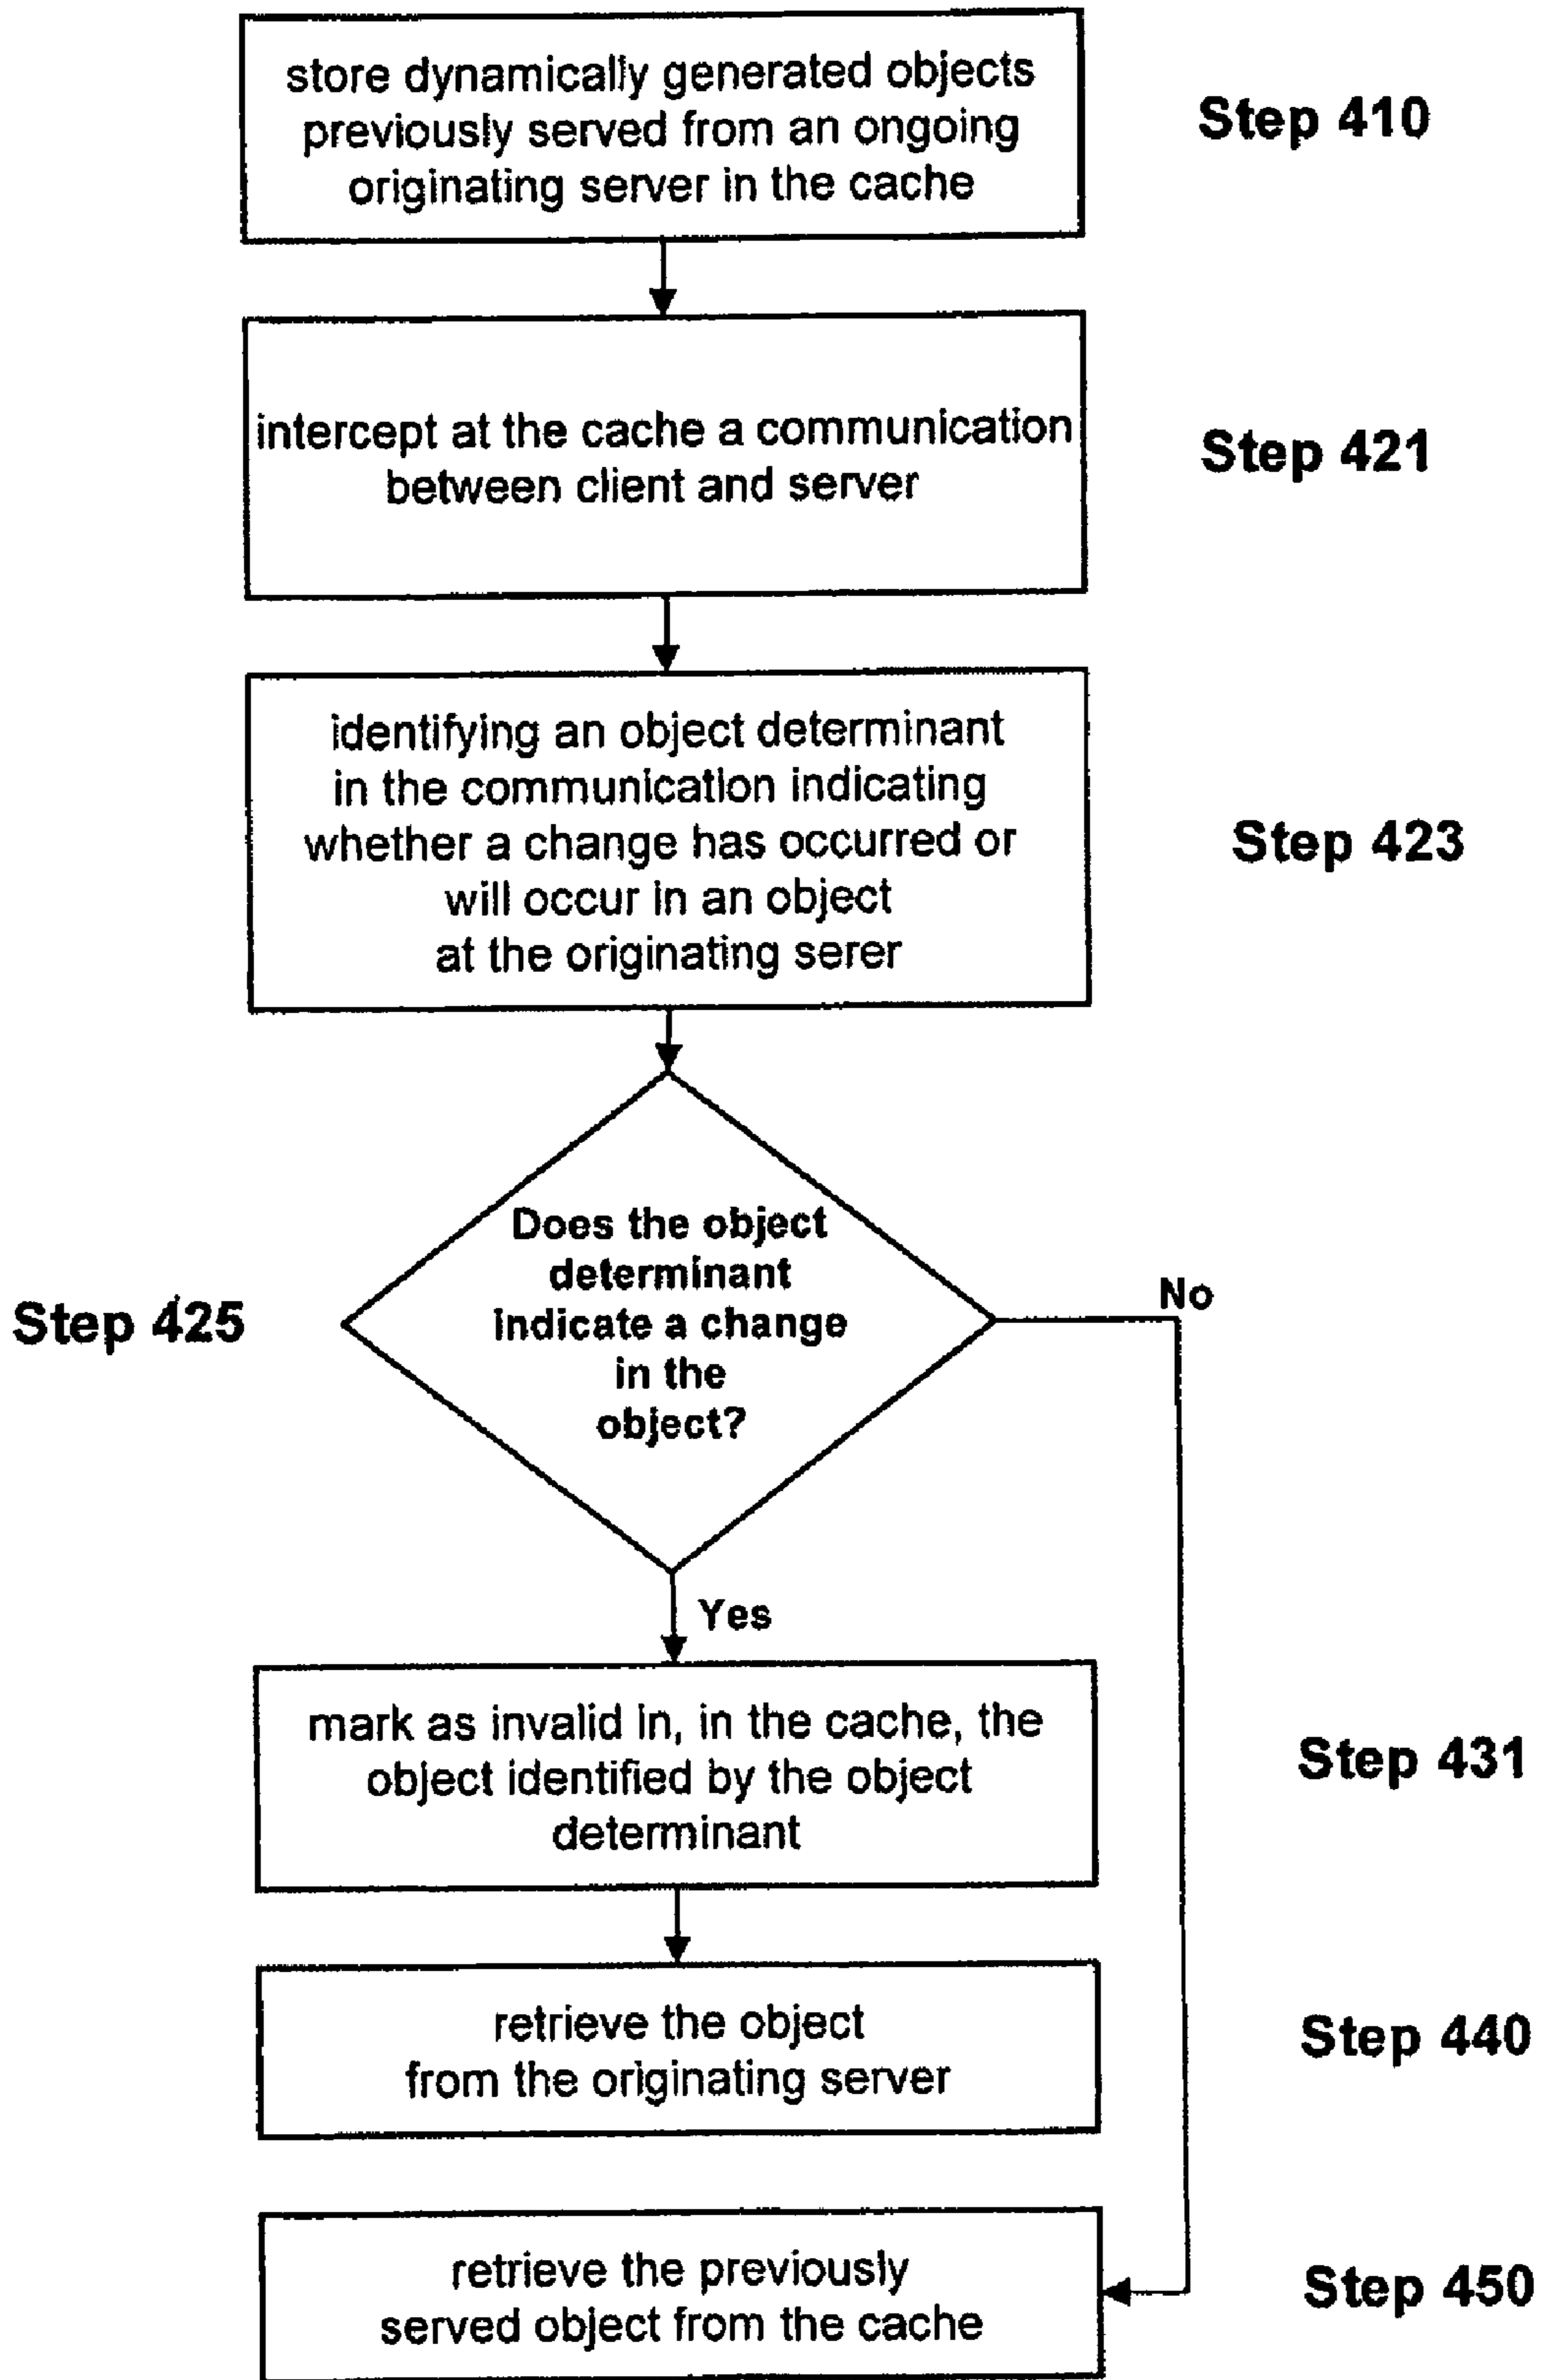 store dynamically generated objects
previously served from an ongoing
originating server in the cache
Step 410
intercept at the cache a communication
between client and server
Step 421
identifying an object determinant
in the communication indicating
whether a change has occurred or
will occur in an object
at the originating serer
Step 423
Does the object
determinant
indicate a change
in the
object?
Step 425
No
Yes
mark as invalid in, in the cache, the
object identified by the object
determinant
Step 431
retrieve the object
from the originating server
Step 440
retrieve the previously
served object from the cache
Step 450